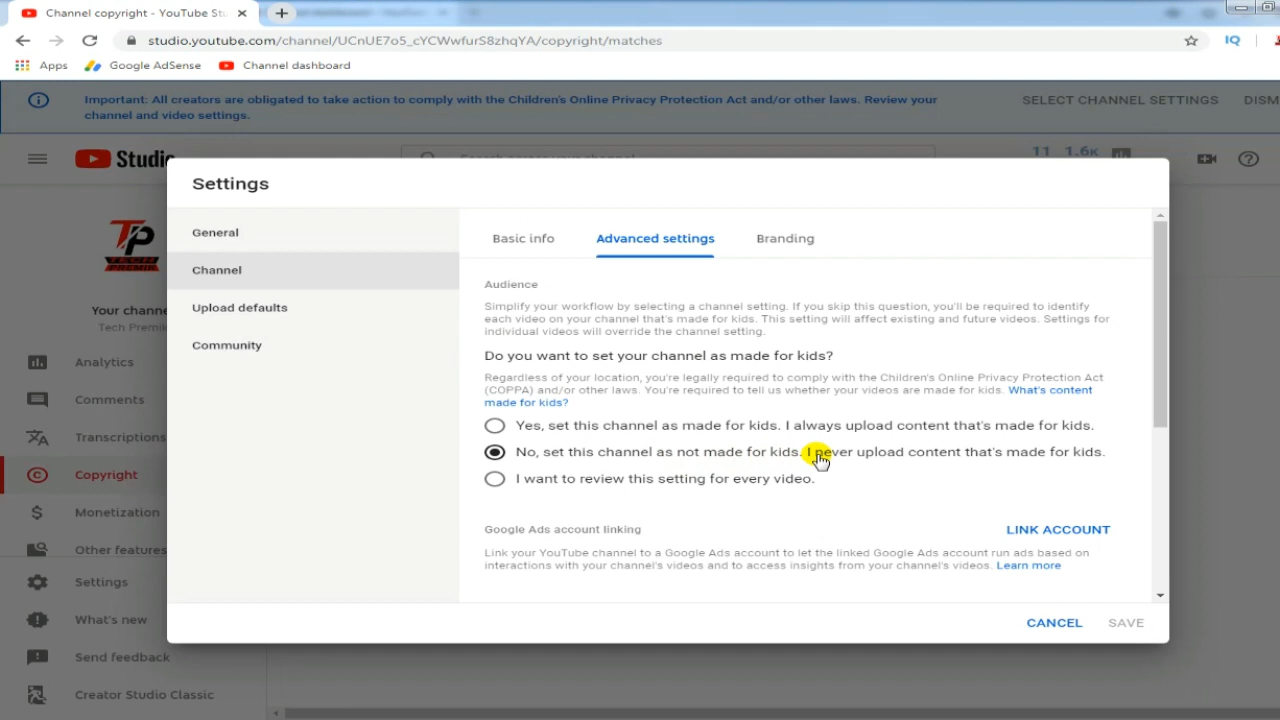 Channel copyright - YouTube Stu
studio.youtube.com/channel/UCnUE7o5_cYCWwfurS8zhqYA/copyright/matches
IQ
Apps Google AdSense Channel dashboard
Important: All creators are obligated to take action to comply with the Children's Online Privacy Protection Act and/or other laws. Review your
channel and video settings.
SELECT CHANNEL SETTINGS DISM
Studio
Search across your channel
11 1.6K
Settings
TP
TECH
PREMIK
Your channe
Tech Premik
Analytics
Comments
Transcriptions
Copyright
Monetization
Other features
Settings
What's new
Send feedback
Creator Studio Classic
General
Channel
Upload defaults
Community
Basic info Advanced settings Branding
Audience
Simplify your workflow by selecting a channel setting. If you skip this question, you'll be required to identify
each video on your channel that's made for kids. This setting will affect existing and future videos. Settings for
individual videos will override the channel setting.
Do you want to set your channel as made for kids?
Regardless of your location, you're legally required to comply with the Children's Online Privacy Protection Act
(COPPA) and/or other laws. You're required to tell us whether your videos are made for kids. What's content
made for kids?
Yes, set this channel as made for kids. I always upload content that's made for kids.
No, set this channel as not made for kids. I never upload content that's made for kids.
I want to review this setting for every video.
Google Ads account linking LINK ACCOUNT
Link your YouTube channel to a Google Ads account to let the linked Google Ads account run ads based on
interactions with your channel's videos and to access insights from your channel's videos. Learn more
CANCEL SAVE